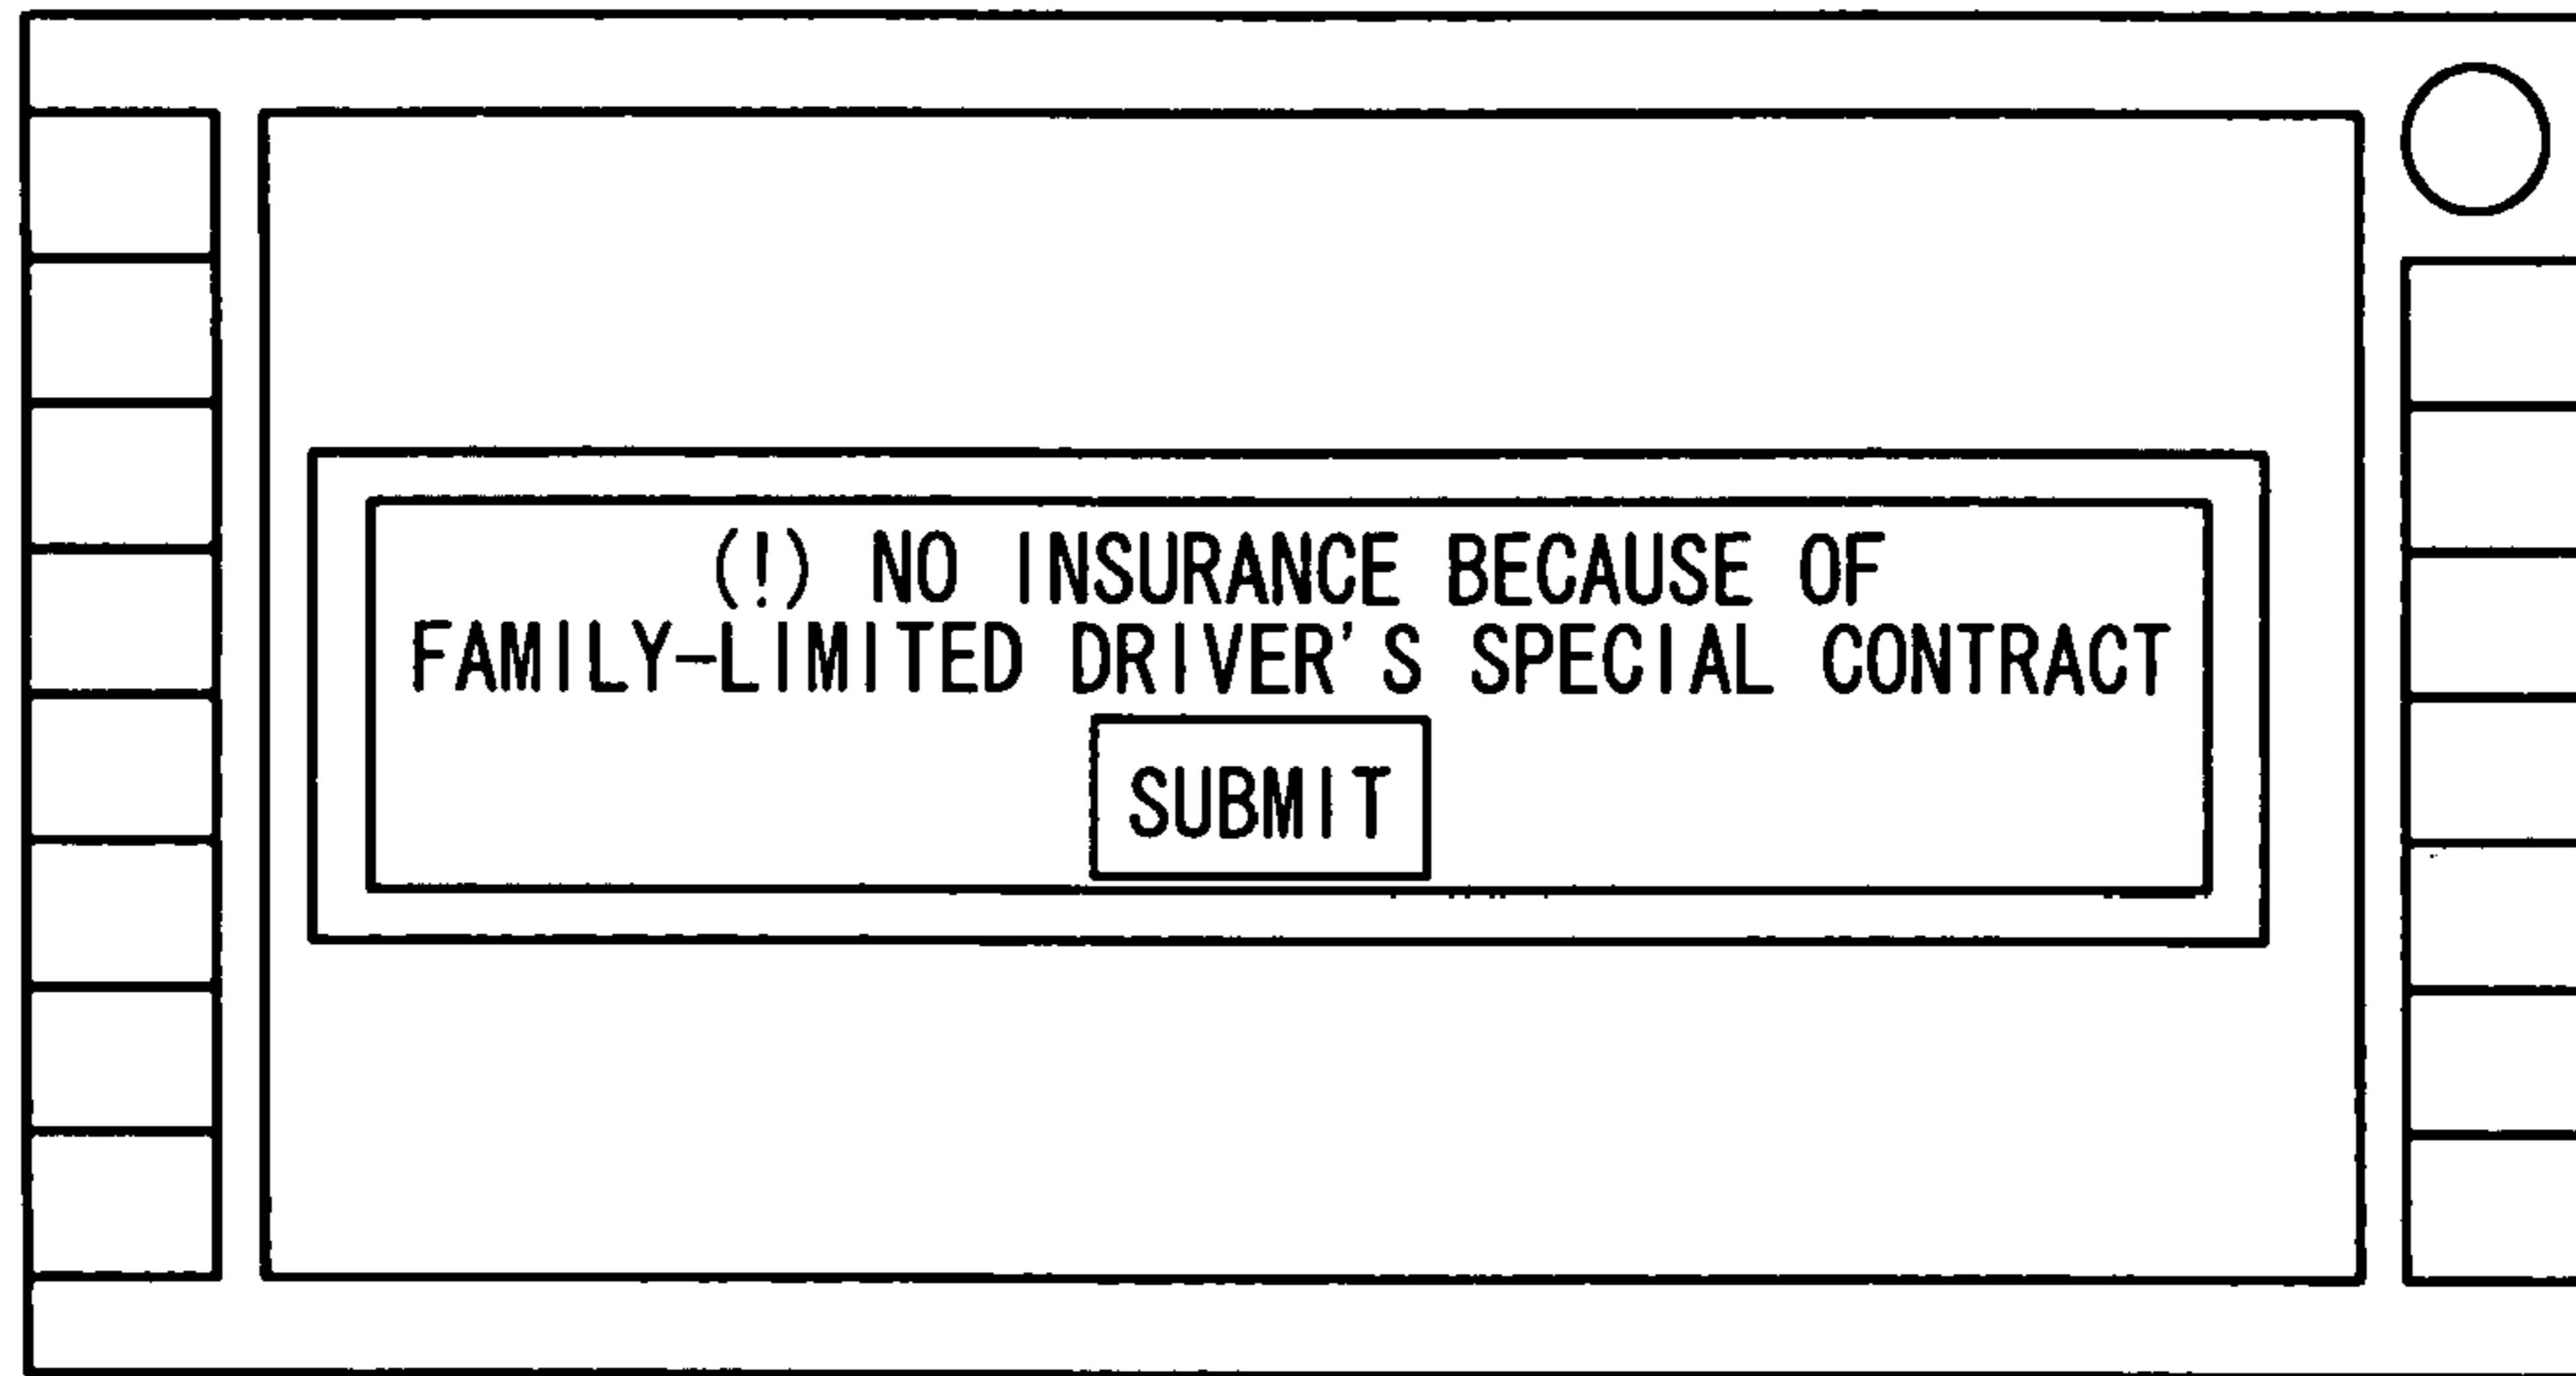 (!) NO INSURANCE BECAUSE OF
FAMILY-LIMITED DRIVER'S SPECIAL CONTRACT
SUBMIT